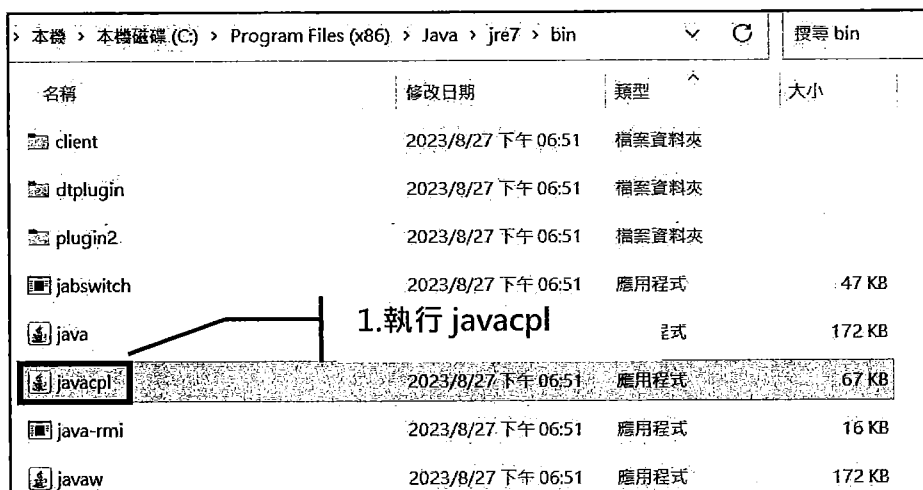 > 本機 > 本機磁碟 (C:) > Program Files (x86) > Java > jre7 > bin 搜尋 bin
名稱 修改日期 類型 大小
client 2023/8/27 下午 06:51 檔案資料夾
dtplugin 2023/8/27 下午 06:51 檔案資料夾
plugin2 2023/8/27 下午 06:51 檔案資料夾
jabswitch 2023/8/27 下午 06:51 應用程式 47 KB
1.執行 javacpl
java 程式 172 KB
javacpl 2023/8/27 下午 06:51 應用程式 67 KB
java-rmi 2023/8/27 下午 06:51 應用程式 16 KB
javaw 2023/8/27 下午 06:51 應用程式 172 KB